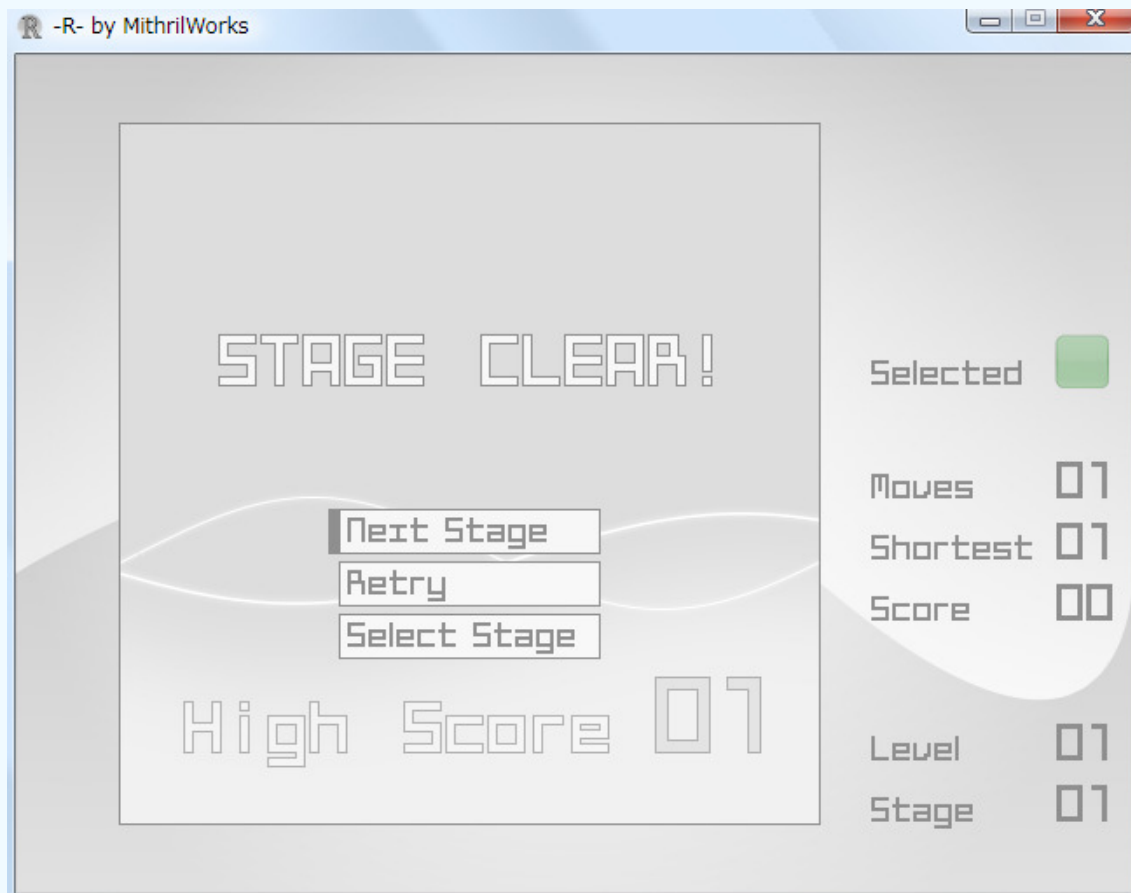 -R- by MithrilWorks
STAGE CLEAR!
Selected
Moves 01
Next Stage
Shortest 01
Retry
Score 00
Select Stage
High Score 01
Level 01
Stage 01